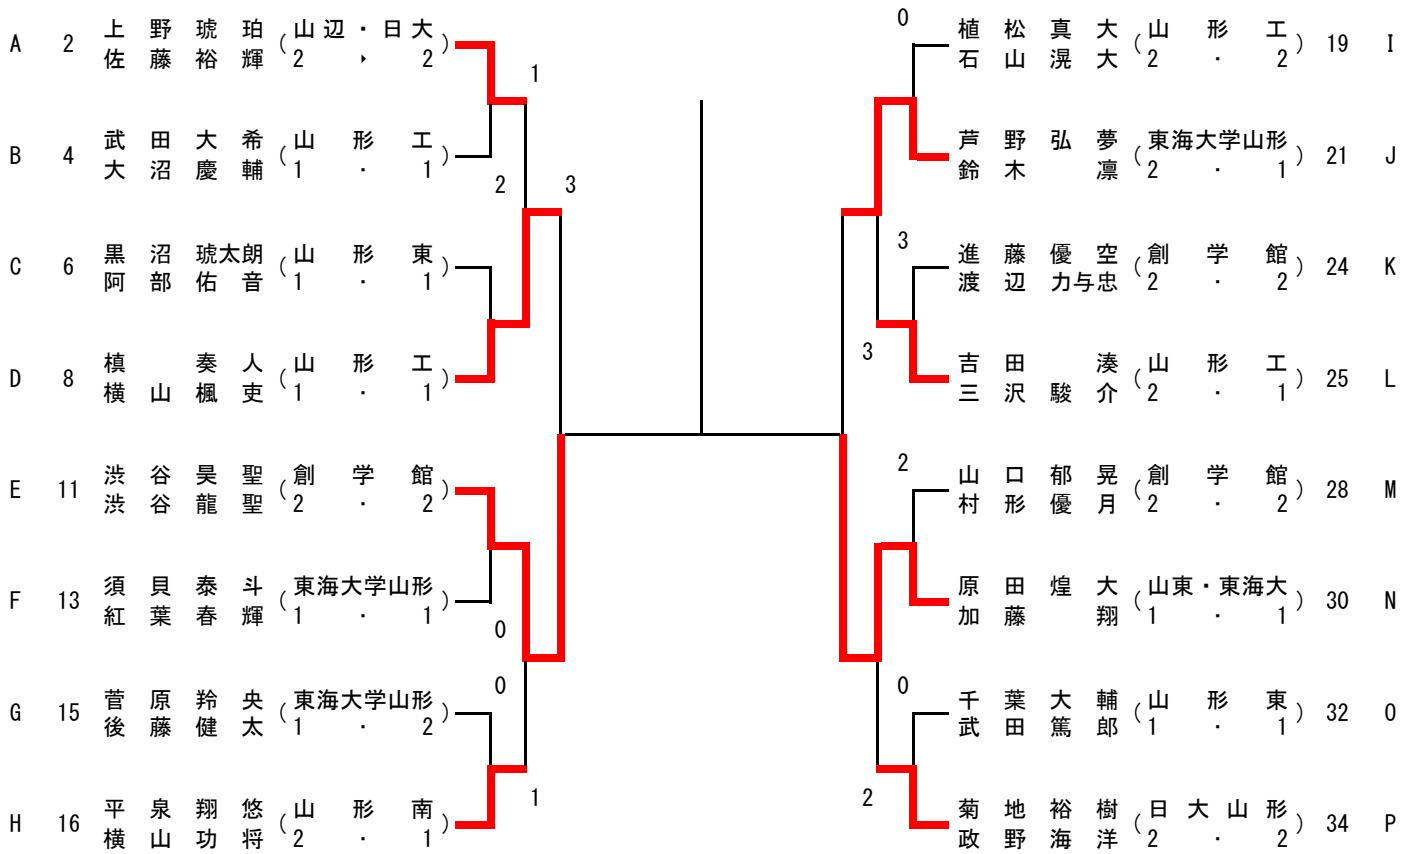 A 2 上野琥珀 (山辺・日大)
佐藤裕輝 2 ・ 2
B 4 武田大希 (山形工)
大沼慶輔 1 ・ 1
C 6 黒沼琥太朗 (山形東)
阿部佑音 1 ・ 1
D 8 槙奏人 (山形工)
横山楓吏 1 ・ 1
E 11 渋谷昊聖 (創学館)
渋谷龍聖 2 ・ 2
F 13 須貝泰斗 (東海大学山形)
紅葉春輝 1 ・ 1
G 15 菅原羚央 (東海大学山形)
後藤健太 1 ・ 2
H 16 平泉翔悠 (山形南)
横山功将 2 ・ 1
1
2
3
0
0
1
0
3
3
2
0
2
植松真大 (山形工) 19 I
石山滉大 2 ・ 2
芦野弘夢 (東海大学山形) 21 J
鈴木凛 2 ・ 1
進藤優空 (創学館) 24 K
渡辺力与忠 2 ・ 2
吉田湊 (山形工) 25 L
三沢駿介 2 ・ 1
山口郁晃 (創学館) 28 M
村形優月 2 ・ 2
原田煌大 (山東・東海大) 30 N
加藤翔 1 ・ 1
千葉大輔 (山形東) 32 O
武田篤郎 1 ・ 1
菊地裕樹 (日大山形) 34 P
政野海洋 2 ・ 2